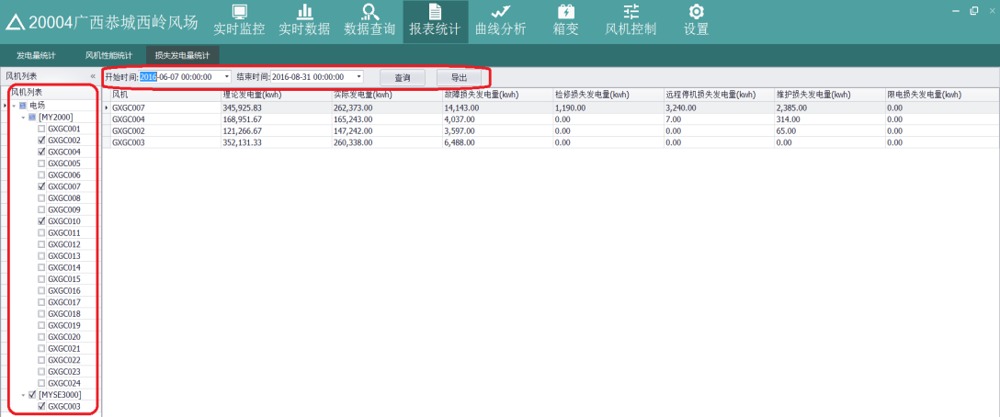 20004广西恭城西岭风场
实时监控 实时数据 数据查询 报表统计 曲线分析 箱变 风机控制 设置
发电量统计 风机性能统计 损失发电量统计
风机列表 «
开始时间: 2016-06-07 00:00:00 结束时间: 2016-08-31 00:00:00 查询 导出
风机列表
电场
[MY2000]
GXGC001
GXGC002
GXGC004
GXGC005
GXGC006
GXGC007
GXGC008
GXGC009
GXGC010
GXGC011
GXGC012
GXGC013
GXGC014
GXGC015
GXGC016
GXGC017
GXGC018
GXGC019
GXGC020
GXGC021
GXGC022
GXGC023
GXGC024
[MYSE3000]
GXGC003
风机 理论发电量(kwh) 实际发电量(kwh) 故障损失发电量(kwh) 检修损失发电量(kwh) 远程停机损失发电量(kwh) 维护损失发电量(kwh) 限电损失发电量(kwh)
GXGC007 345,925.83 262,373.00 14,143.00 1,190.00 3,240.00 2,385.00 0.00
GXGC004 168,951.67 165,243.00 4,037.00 0.00 7.00 314.00 0.00
GXGC002 121,266.67 147,242.00 3,597.00 0.00 0.00 65.00 0.00
GXGC003 352,131.33 260,338.00 6,488.00 0.00 0.00 0.00 0.00